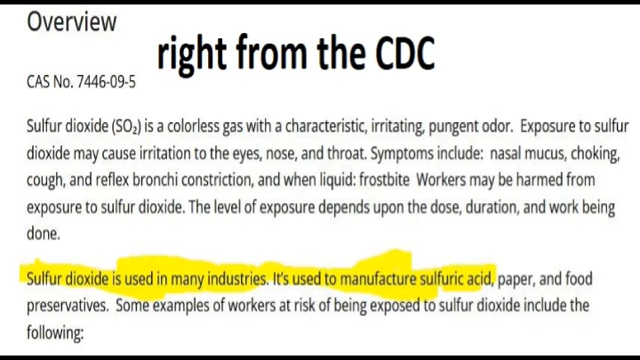 Overview
right from the CDC
CAS No. 7446-09-5
Sulfur dioxide (SO₂) is a colorless gas with a characteristic, irritating, pungent odor. Exposure to sulfur
dioxide may cause irritation to the eyes, nose, and throat. Symptoms include: nasal mucus, choking,
cough, and reflex bronchi constriction, and when liquid: frostbite Workers may be harmed from
exposure to sulfur dioxide. The level of exposure depends upon the dose, duration, and work being
done.
Sulfur dioxide is used in many industries. It's used to manufacture sulfuric acid, paper, and food
preservatives. Some examples of workers at risk of being exposed to sulfur dioxide include the
following: